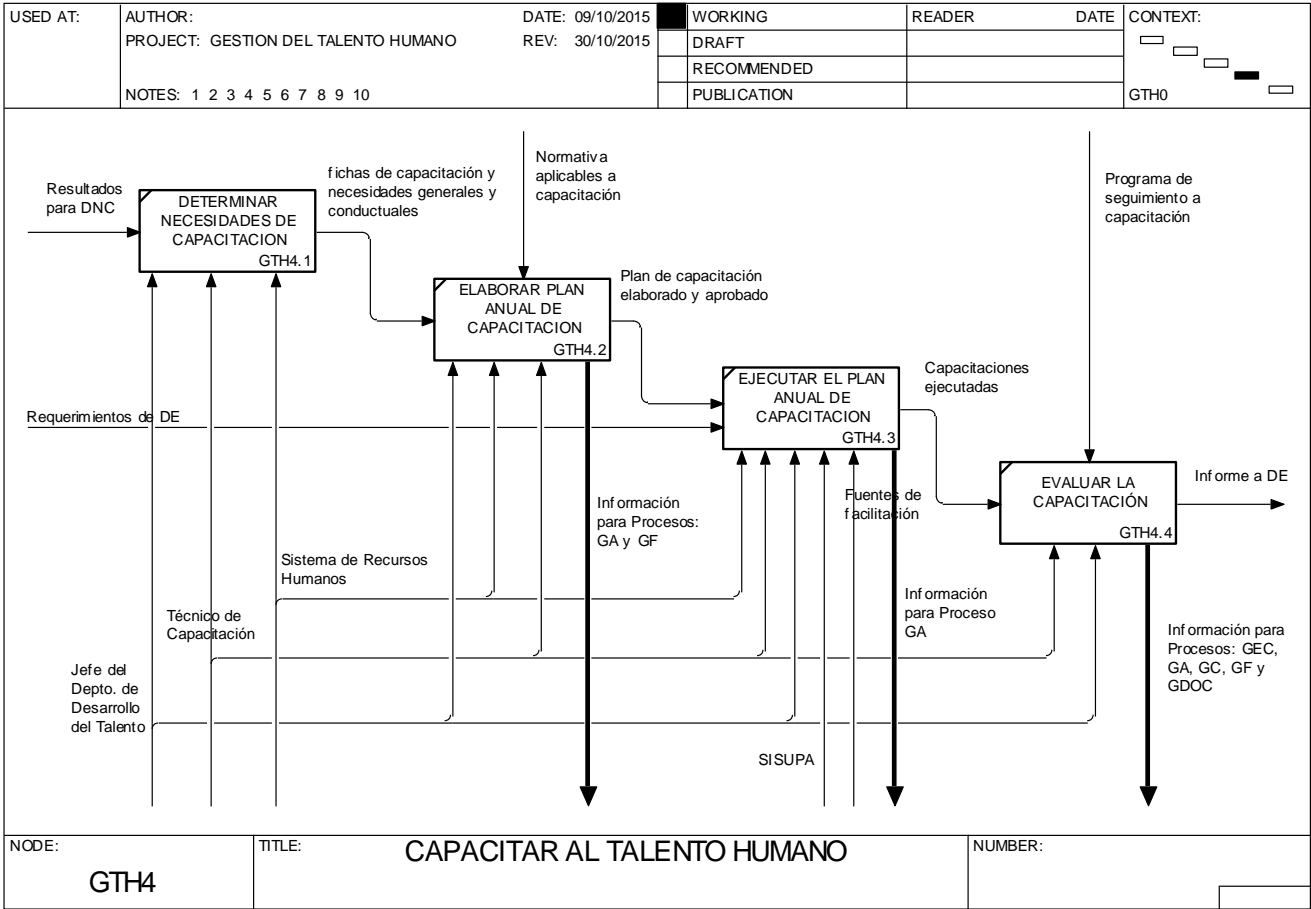 USED AT:
AUTHOR:
DATE: 09/10/2015
PROJECT: GESTION DEL TALENTO HUMANO
REV: 30/10/2015
NOTES: 1 2 3 4 5 6 7 8 9 10
WORKING
DRAFT
RECOMMENDED
PUBLICATION
READER
DATE
CONTEXT:
GTH0
Resultados
para DNC
DETERMINAR
NECESIDADES DE
CAPACITACION
GTH4.1
fichas de capacitación y
necesidades generales y
conductuales
Normativa
aplicables a
capacitación
Programa de
seguimiento a
capacitación
ELABORAR PLAN
ANUAL DE
CAPACITACION
GTH4.2
Plan de capacitación
elaborado y aprobado
EJECUTAR EL PLAN
ANUAL DE
CAPACITACION
GTH4.3
Capacitaciones
ejecutadas
Requerimientos de DE
EVALUAR LA
CAPACITACIÓN
GTH4.4
Informe a DE
Fuentes de
facilitación
Información
para Procesos:
GA y GF
Sistema de Recursos
Humanos
Técnico de
Capacitación
Información
para Proceso
GA
Información para
Procesos: GEC,
GA, GC, GF y
GDOC
Jefe del
Depto. de
Desarrollo
del Talento
SISUPA
NODE:
GTH4
TITLE:
CAPACITAR AL TALENTO HUMANO
NUMBER: